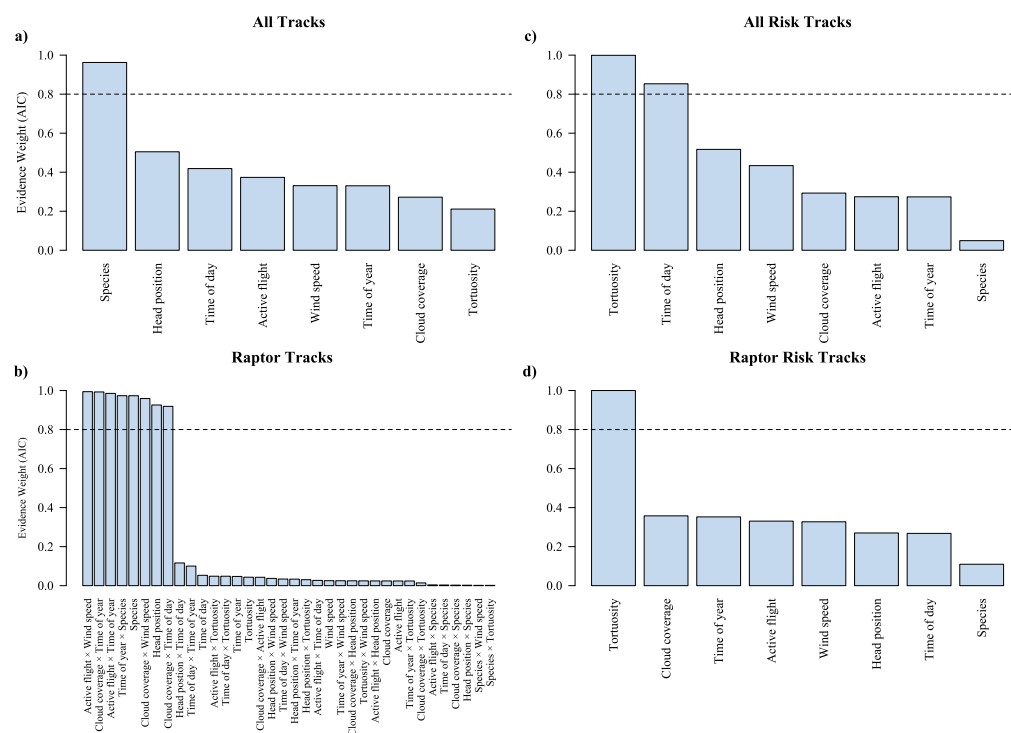 All Tracks
a)
1.0
0.8
0.6
0.4
0.2
0.0
Evidence Weight (AIC)
Species
Head position
Time of day
Active flight
Wind speed
Time of year
Cloud coverage
Tortuosity
All Risk Tracks
c)
1.0
0.8
0.6
0.4
0.2
0.0
Tortuosity
Time of day
Head position
Wind speed
Cloud coverage
Active flight
Time of year
Species
Raptor Tracks
b)
1.0
0.8
0.6
0.4
0.2
0.0
Evidence Weight (AIC)
Active flight × Wind speed
Cloud coverage × Time of year
Active flight × Time of year
Time of year × Species
Species
Cloud coverage × Wind speed
Head position
Cloud coverage × Time of day
Head postion × Time of day
Time of day × Time of year
Time of day
Active flight × Tortuosity
Time of day × Tortuosity
Time of year
Tortuosity
Cloud coverage × Active flight
Head position × Wind speed
Time of day × Wind speed
Head position × Time of year
Head position × Tortuosity
Active flight × Time of day
Wind speed
Time of year × Wind speed
Cloud coverage × Head position
Tortuosity × Wind speed
Active flight × Head position
Cloud coverage
Active flight
Time of year × Tortuosity
Cloud coverage × Tortuosity
Active flight × Species
Time of day × Species
Cloud coverage × Species
Head position × Species
Species × Wind speed
Species × Tortuosity
Raptor Risk Tracks
d)
1.0
0.8
0.6
0.4
0.2
0.0
Tortuosity
Cloud coverage
Time of year
Active flight
Wind speed
Head position
Time of day
Species